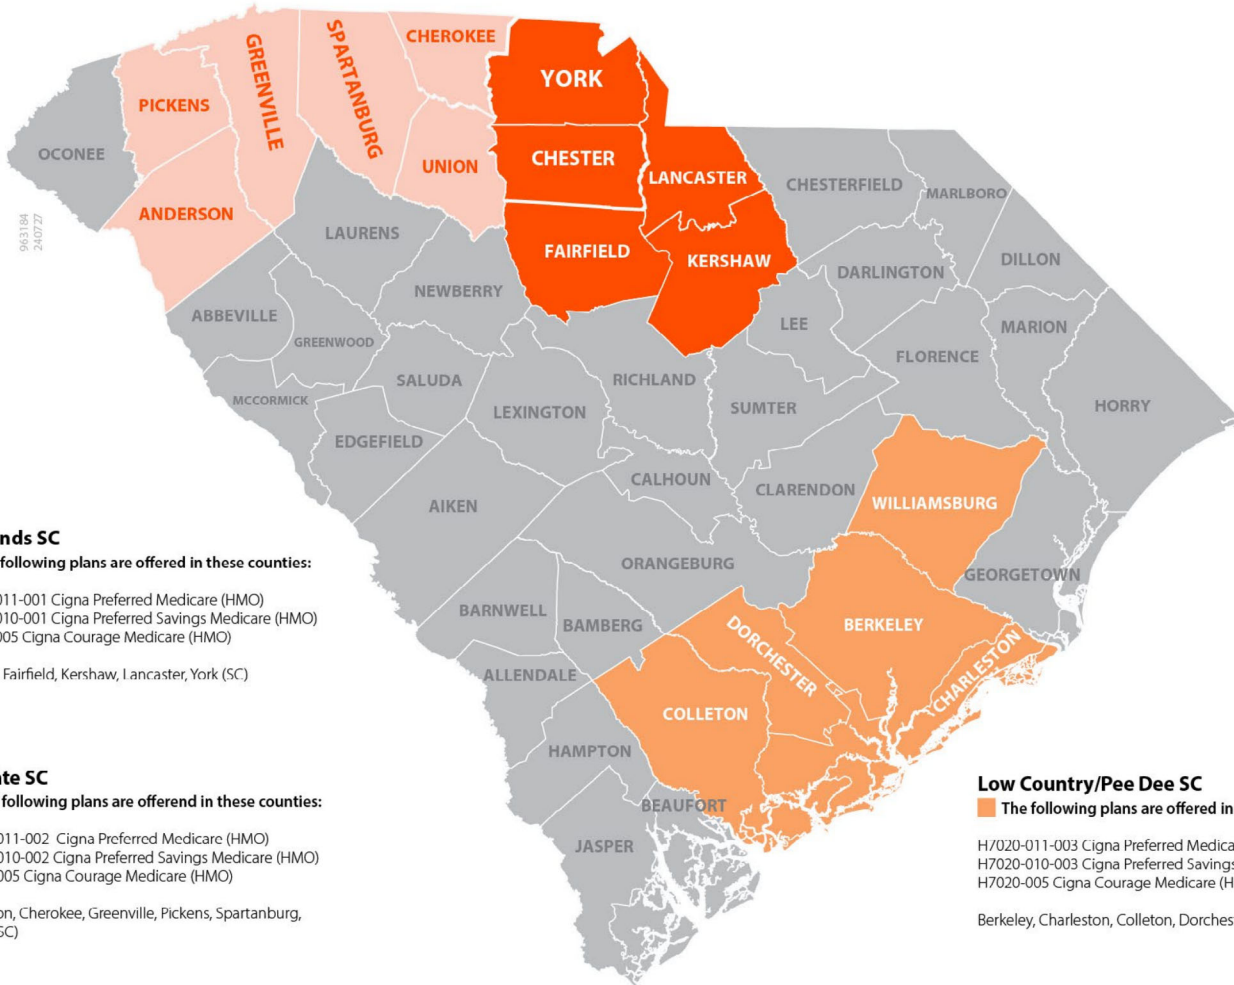 CHEROKEE
SPARTANBURG
GREENVILLE
YORK
PICKENS
OCONEE
UNION
CHESTER
LANCASTER
CHESTERFIELD
MARLBORO
ANDERSON
963184
240727
LAURENS
FAIRFIELD
KERSHAW
DARLINGTON
DILLON
NEWBERRY
ABBEVILLE
GREENWOOD
LEE
MARION
FLORENCE
SALUDA
RICHLAND
MCCORMICK
LEXINGTON
SUMTER
HORRY
EDGEFIELD
CALHOUN
CLARENDON
AIKEN
WILLIAMSBURG
ORANGEBURG
GEORGETOWN
BARNWELL
BAMBERG
DORCHESTER
BERKELEY
CHARLESTON
ALLENDALE
COLLETON
HAMPTON
BEAUFORT
JASPER
nds SC
following plans are offered in these counties:
011-001 Cigna Preferred Medicare (HMO)
010-001 Cigna Preferred Savings Medicare (HMO)
005 Cigna Courage Medicare (HMO)
Fairfield, Kershaw, Lancaster, York (SC)
te SC
following plans are offerend in these counties:
011-002 Cigna Preferred Medicare (HMO)
010-002 Cigna Preferred Savings Medicare (HMO)
005 Cigna Courage Medicare (HMO)
on, Cherokee, Greenville, Pickens, Spartanburg,
SC)
Low Country/Pee Dee SC
The following plans are offered in
H7020-011-003 Cigna Preferred Medica
H7020-010-003 Cigna Preferred Savings
H7020-005 Cigna Courage Medicare (H
Berkeley, Charleston, Colleton, Dorches